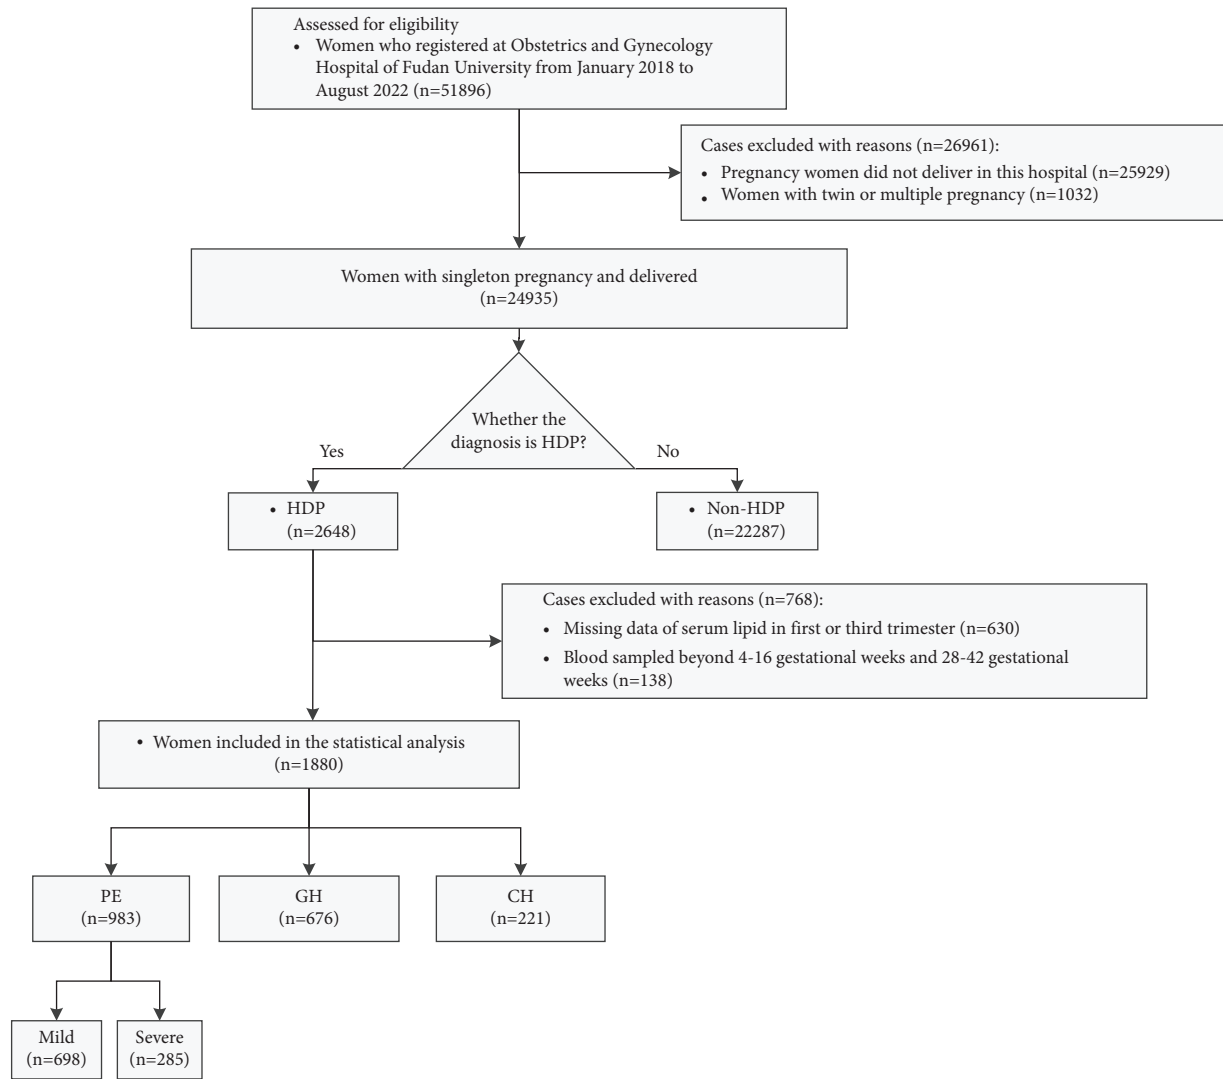 Assessed for eligibility
• Women who registered at Obstetrics and Gynecology
Hospital of Fudan University from January 2018 to
August 2022 (n=51896)
Cases excluded with reasons (n=26961):
• Pregnancy women did not deliver in this hospital (n=25929)
• Women with twin or multiple pregnancy (n=1032)
Women with singleton pregnancy and delivered
(n=24935)
Whether the
diagnosis is HDP?
Yes
No
• HDP
(n=2648)
• Non-HDP
(n=22287)
Cases excluded with reasons (n=768):
• Missing data of serum lipid in first or third trimester (n=630)
• Blood sampled beyond 4-16 gestational weeks and 28-42 gestational
weeks (n=138)
• Women included in the statistical analysis
(n=1880)
PE
(n=983)
GH
(n=676)
CH
(n=221)
Mild
(n=698)
Severe
(n=285)